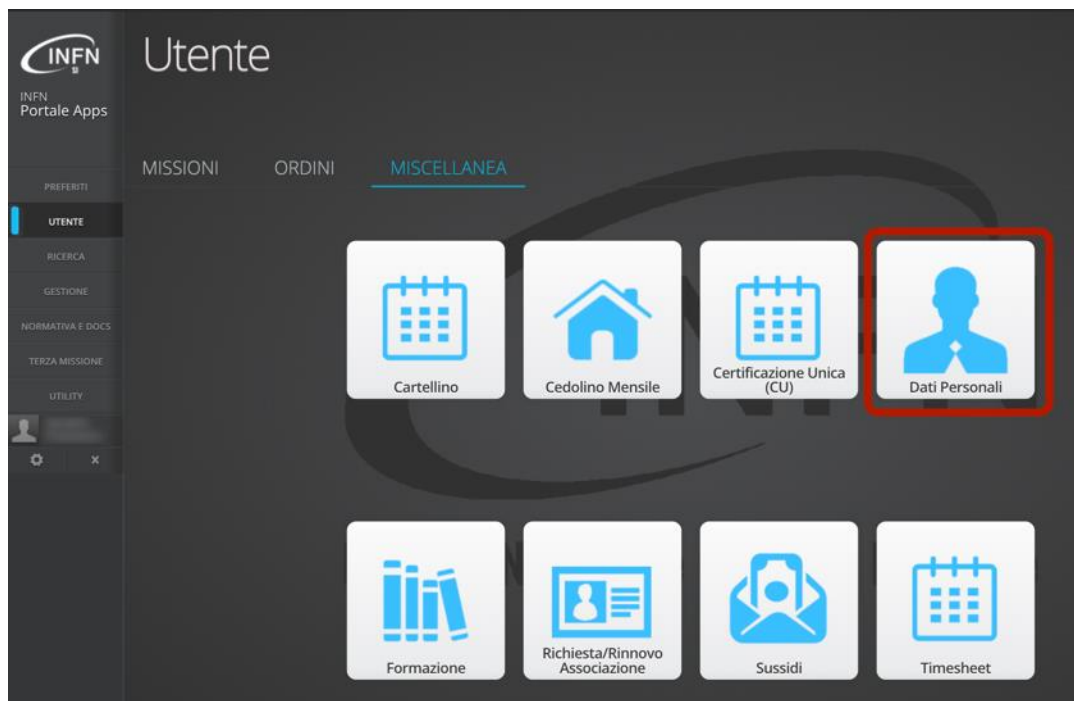 INFN
Utente
INFN
Portale Apps
MISSIONI ORDINI MISCELLANEA
PREFERITI
UTENTE
RICERCA
GESTIONE
NORMATIVA E DOCS
TERZA MISSIONE
UTILITY
x
Cartellino
Cedolino Mensile
Certificazione Unica
(CU)
Dati Personali
Formazione
Richiesta/Rinnovo
Associazione
Sussidi
Timesheet